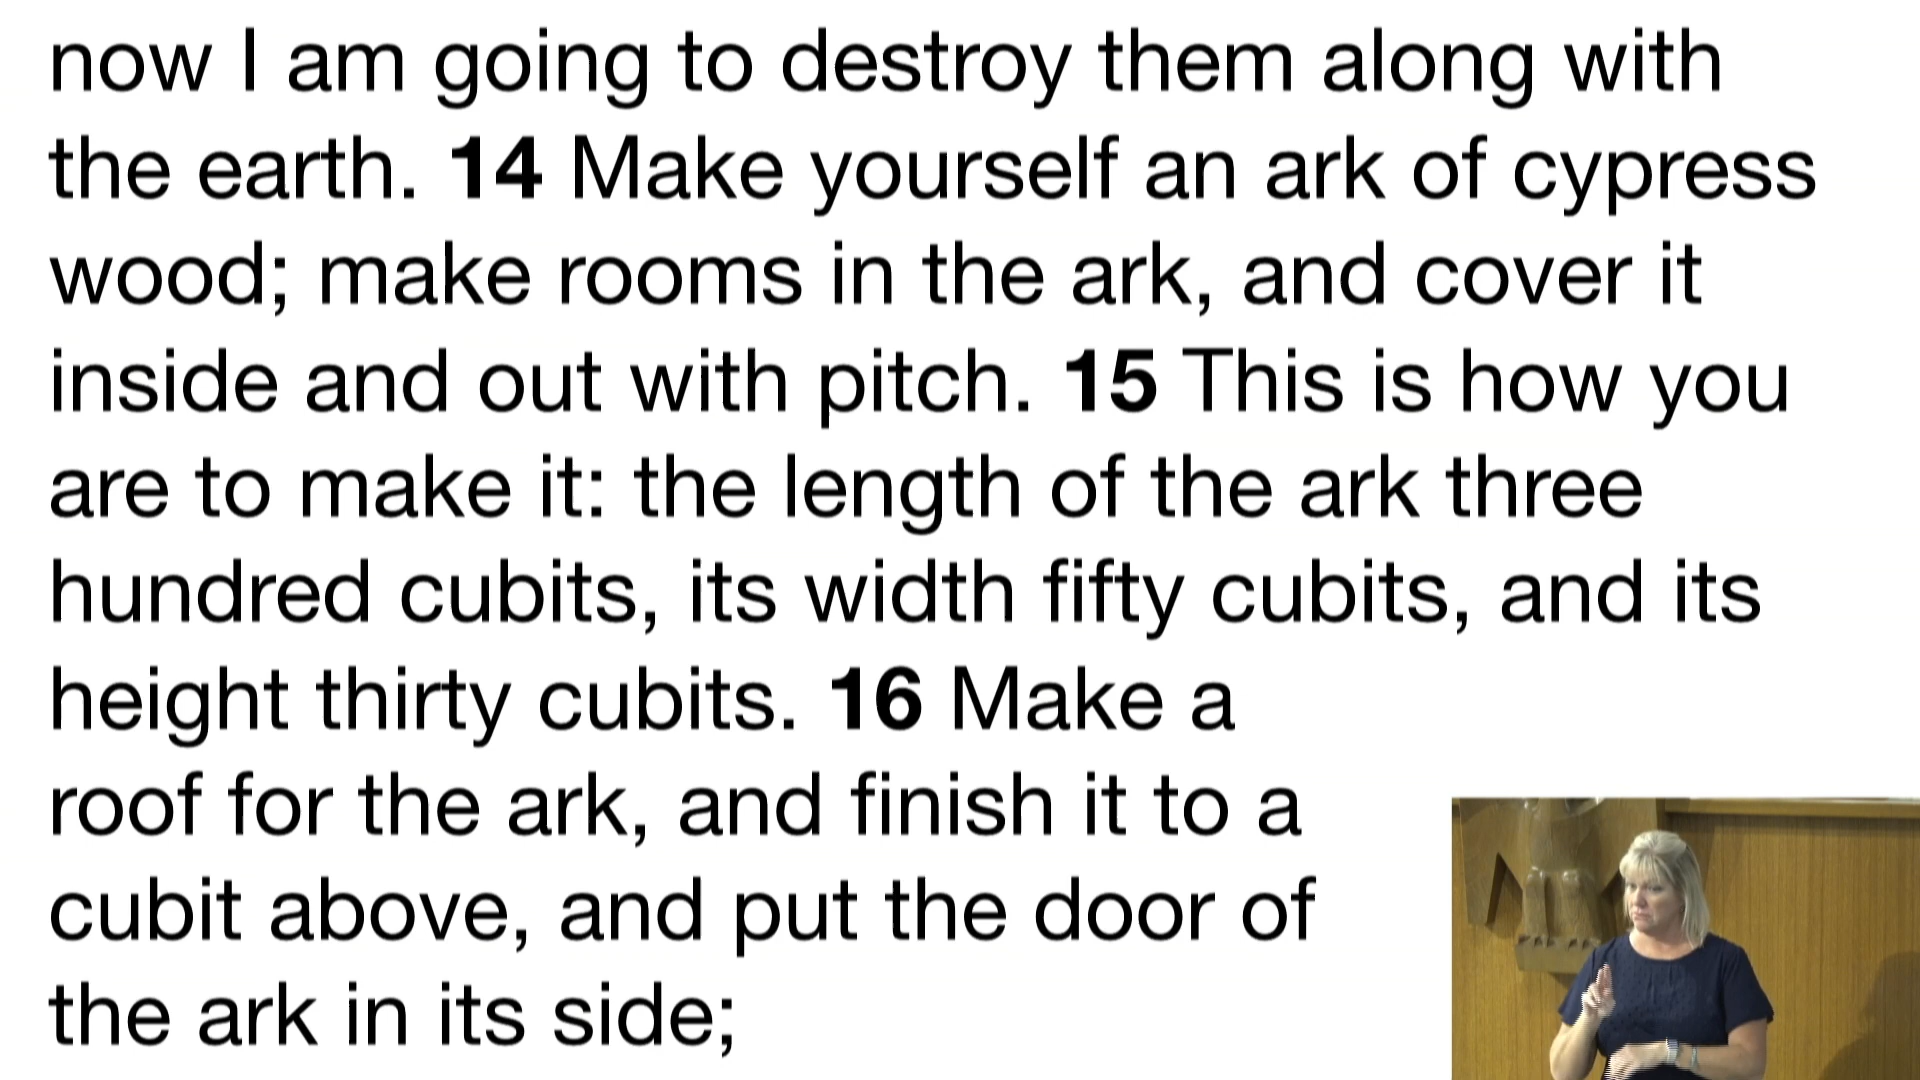 now I am going to destroy them along with
the earth. 14 Make yourself an ark of cypress
wood; make rooms in the ark, and cover it
inside and out with pitch. 15 This is how you
are to make it: the length of the ark three
hundred cubits, its width fifty cubits, and its
height thirty cubits. 16 Make a
roof for the ark, and finish it to a
cubit above, and put the door of
the ark in its side;